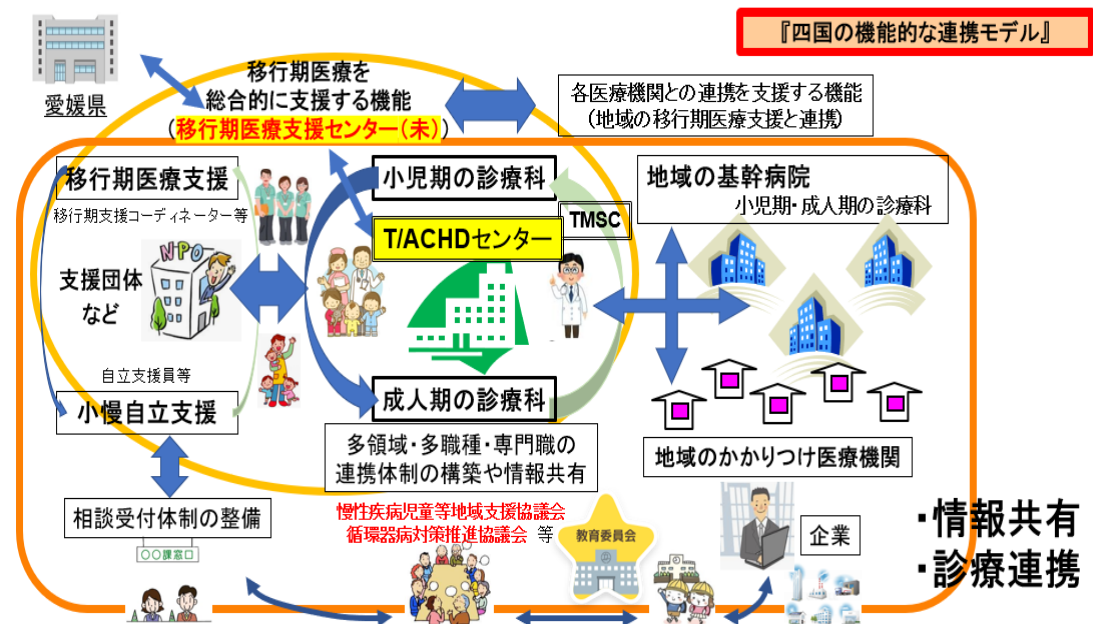 『四国の機能的な連携モデル』
愛媛県
移行期医療を
総合的に支援する機能
(移行期医療支援センター(未))
各医療機関との連携を支援する機能
(地域の移行期医療支援と連携)
移行期医療支援
移行期支援コーディネーター等
NPO
支援団体
など
自立支援員等
小慢自立支援
小児期の診療科
TMSC
T/ACHDセンター
成人期の診療科
多領域・多職種・専門職の
連携体制の構築や情報共有
地域の基幹病院
小児期・成人期の診療科
地域のかかりつけ医療機関
相談受付体制の整備
〇〇課窓口
慢性疾病児童等地域支援協議会
循環器病対策推進協議会 等
教育委員会
企業
・情報共有
・診療連携